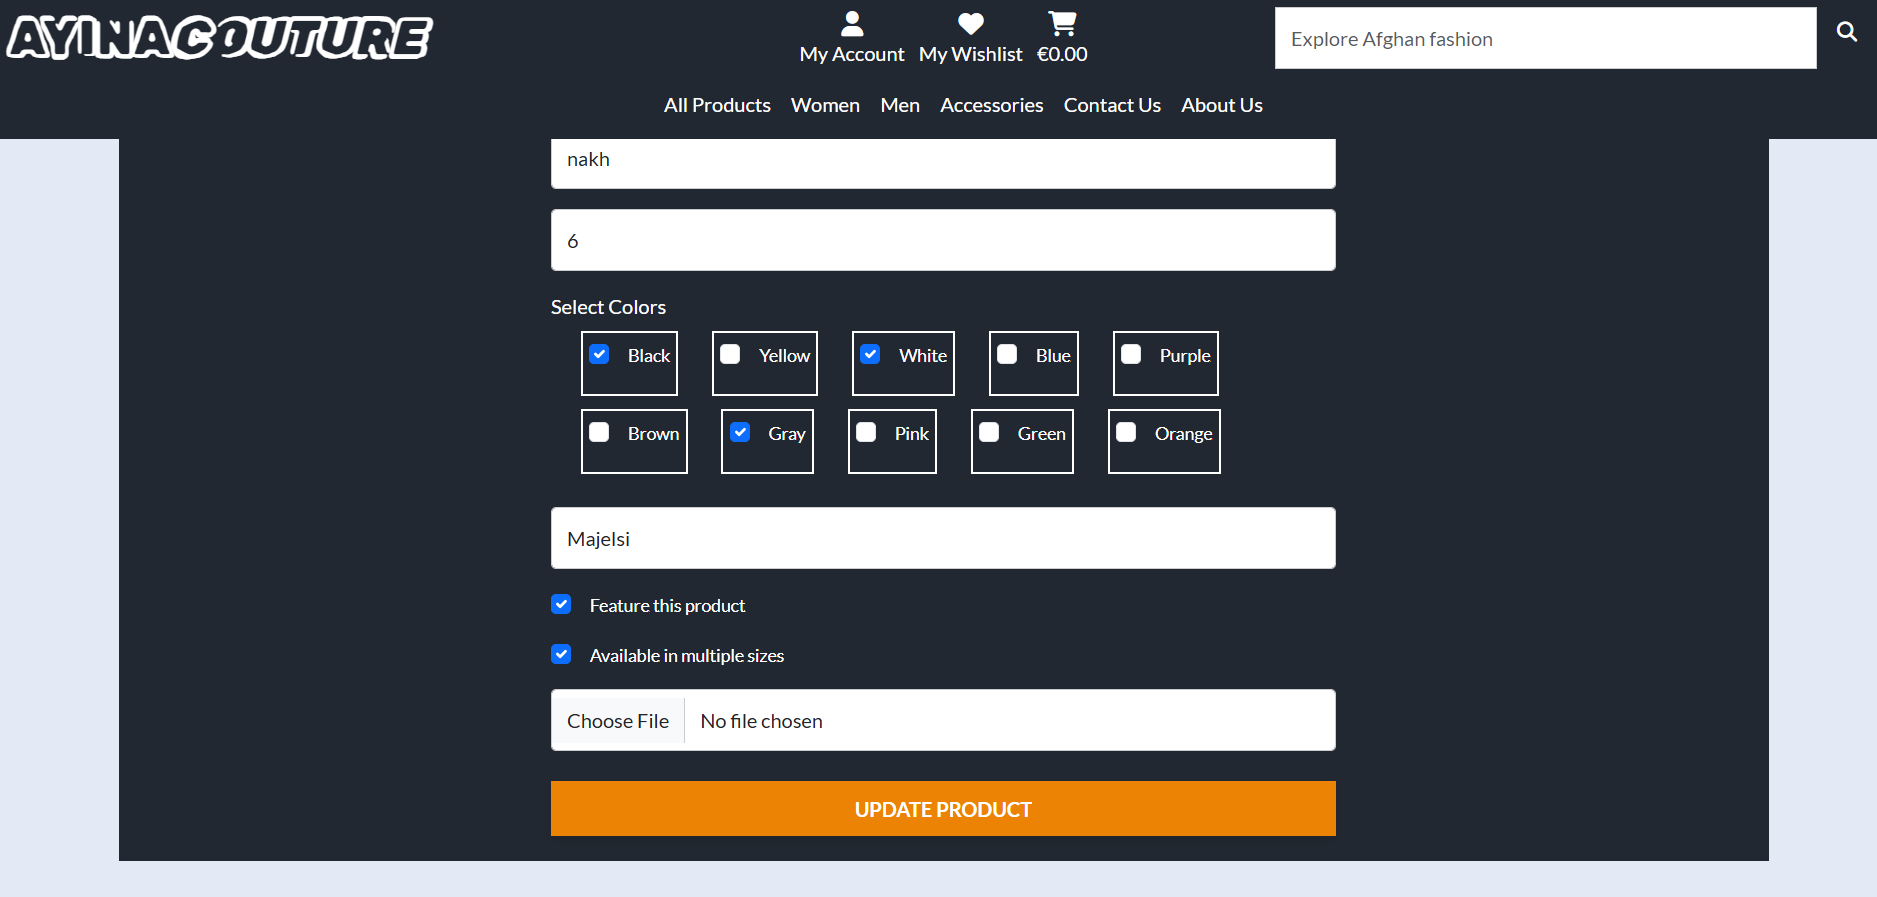 AYINACOUTURE
My Account My Wishlist €0.00
Explore Afghan fashion
All Products Women Men Accessories Contact Us About Us
nakh
6
Select Colors
Black Yellow White Blue Purple
Brown Gray Pink Green Orange
Majelsi
Feature this product
Available in multiple sizes
Choose File No file chosen
UPDATE PRODUCT